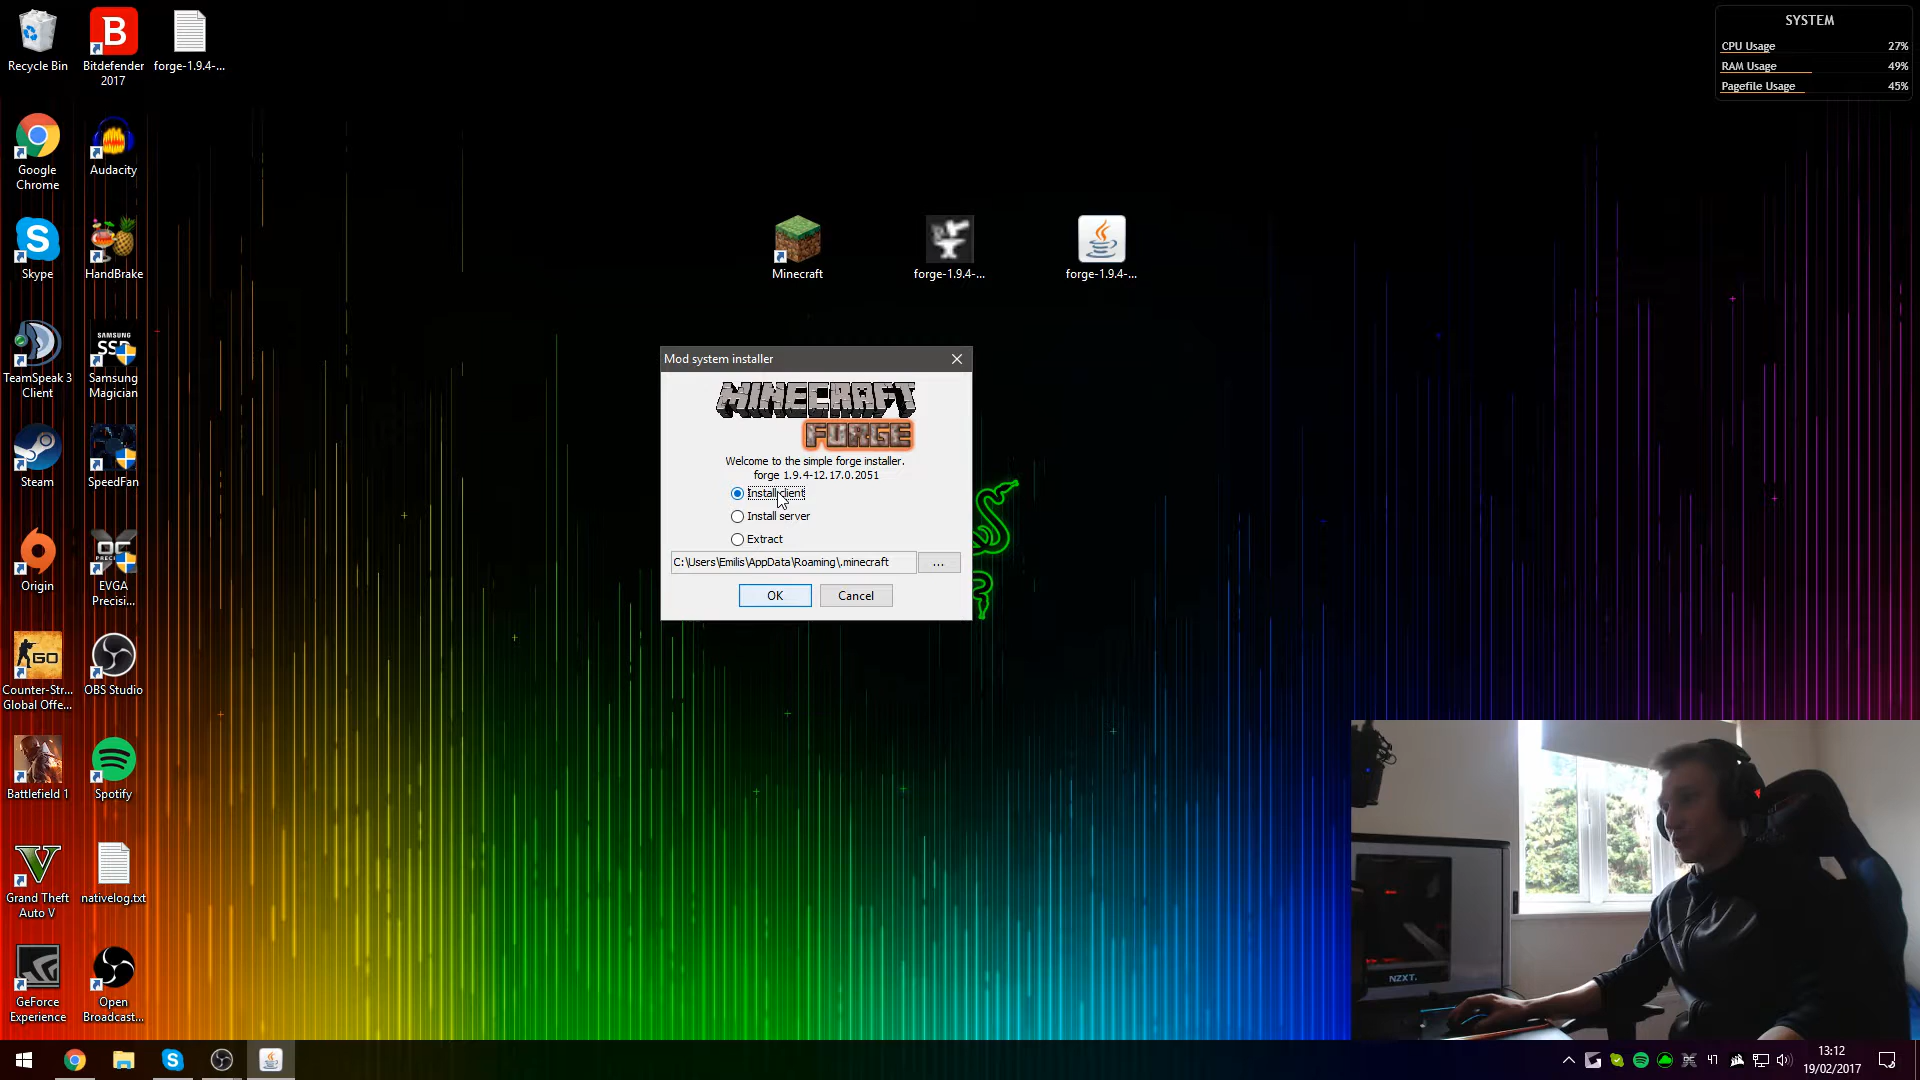 Recycle Bin
Bitdefender
2017
forge-1.9.4-...
Google
Chrome
Audacity
Skype
HandBrake
TeamSpeak 3
Client
SAMSUNG
SSD
Samsung
Magician
Steam
SpeedFan
Origin
EVGA
Precisi...
GO
Counter-Str...
Global Offe...
OBS Studio
Battlefield 1
Spotify
Grand Theft
Auto V
nativelog.txt
GeForce
Experience
Open
Broadcast...
Minecraft
forge-1.9.4-...
forge-1.9.4-...
Mod system installer
MINECRAFT
FORGE
Welcome to the simple forge installer.
forge 1.9.4-12.17.0.2051
Install client
Install server
Extract
C:\Users\Emilis\AppData\Roaming\.minecraft
...
OK
Cancel
SYSTEM
CPU Usage 27%
RAM Usage 49%
Pagefile Usage 45%
NZXT.
47
13:12
19/02/2017